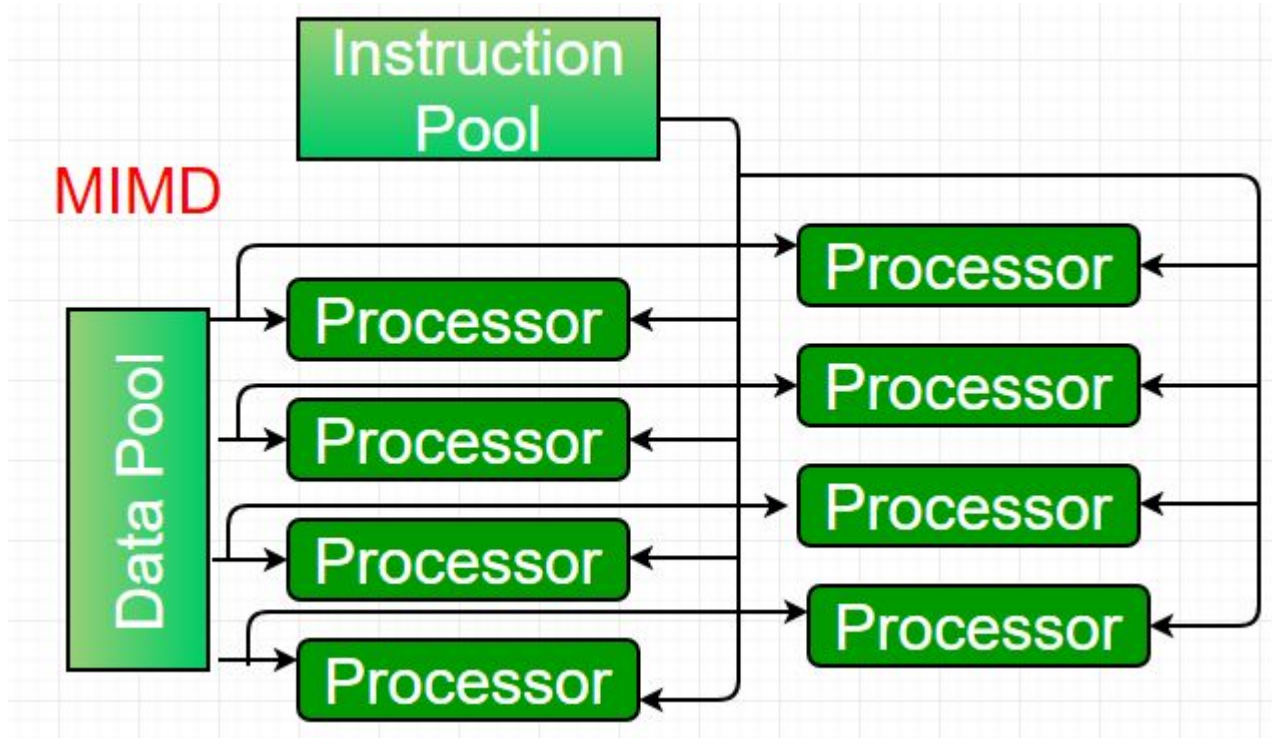 Instruction
Pool
MIMD
Processor
Processor
Processor
Processor
Data Pool
Processor
Processor
Processor
Processor